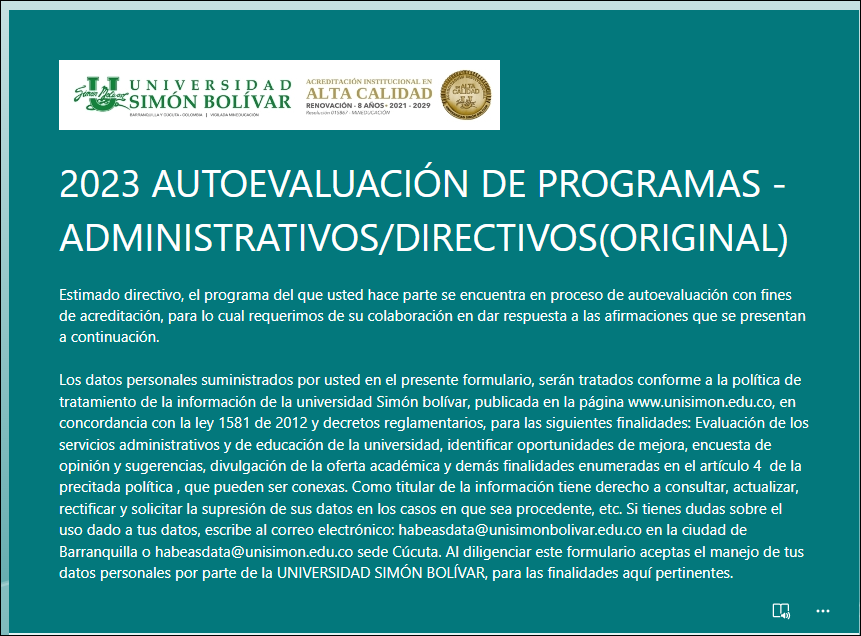 UNIVERSIDAD
SIMÓN BOLÍVAR
BARRANQUILLA Y CÚCUTA - COLOMBIA | VIGILADA MINEDUCACIÓN
ACREDITACIÓN INSTITUCIONAL EN
ALTA CALIDAD
RENOVACIÓN - 8 AÑOS • 2021 - 2029
ALTA
CALIDAD
2023 AUTOEVALUACIÓN DE PROGRAMAS -
ADMINISTRATIVOS/DIRECTIVOS(ORIGINAL)
Estimado directivo, el programa del que usted hace parte se encuentra en proceso de autoevaluación con fines
de acreditación, para lo cual requerimos de su colaboración en dar respuesta a las afirmaciones que se presentan
a continuación.
Los datos personales suministrados por usted en el presente formulario, serán tratados conforme a la política de
tratamiento de la información de la universidad Simón bolívar, publicada en la página www.unisimon.edu.co, en
concordancia con la ley 1581 de 2012 y decretos reglamentarios, para las siguientes finalidades: Evaluación de los
servicios administrativos y de educación de la universidad, identificar oportunidades de mejora, encuesta de
opinión y sugerencias, divulgación de la oferta académica y demás finalidades enumeradas en el artículo 4  de la
precitada política , que pueden ser conexas. Como titular de la información tiene derecho a consultar, actualizar,
rectificar y solicitar la supresión de sus datos en los casos en que sea procedente, etc. Si tienes dudas sobre el
uso dado a tus datos, escribe al correo electrónico: habeasdata@unisimonbolivar.edu.co en la ciudad de
Barranquilla o habeasdata@unisimon.edu.co sede Cúcuta. Al diligenciar este formulario aceptas el manejo de tus
datos personales por parte de la UNIVERSIDAD SIMÓN BOLÍVAR, para las finalidades aquí pertinentes.